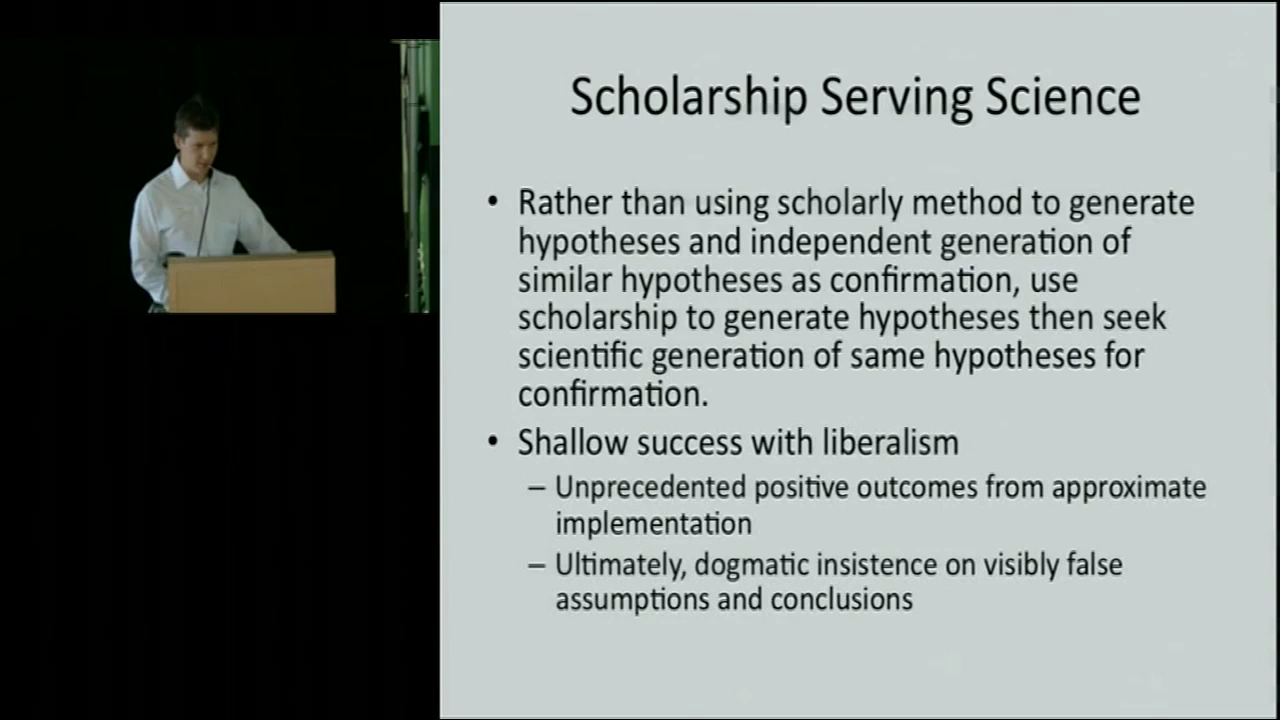 Scholarship Serving Science
• Rather than using scholarly method to generate
hypotheses and independent generation of
similar hypotheses as confirmation, use
scholarship to generate hypotheses then seek
scientific generation of same hypotheses for
confirmation.
• Shallow success with liberalism
– Unprecedented positive outcomes from approximate
implementation
– Ultimately, dogmatic insistence on visibly false
assumptions and conclusions